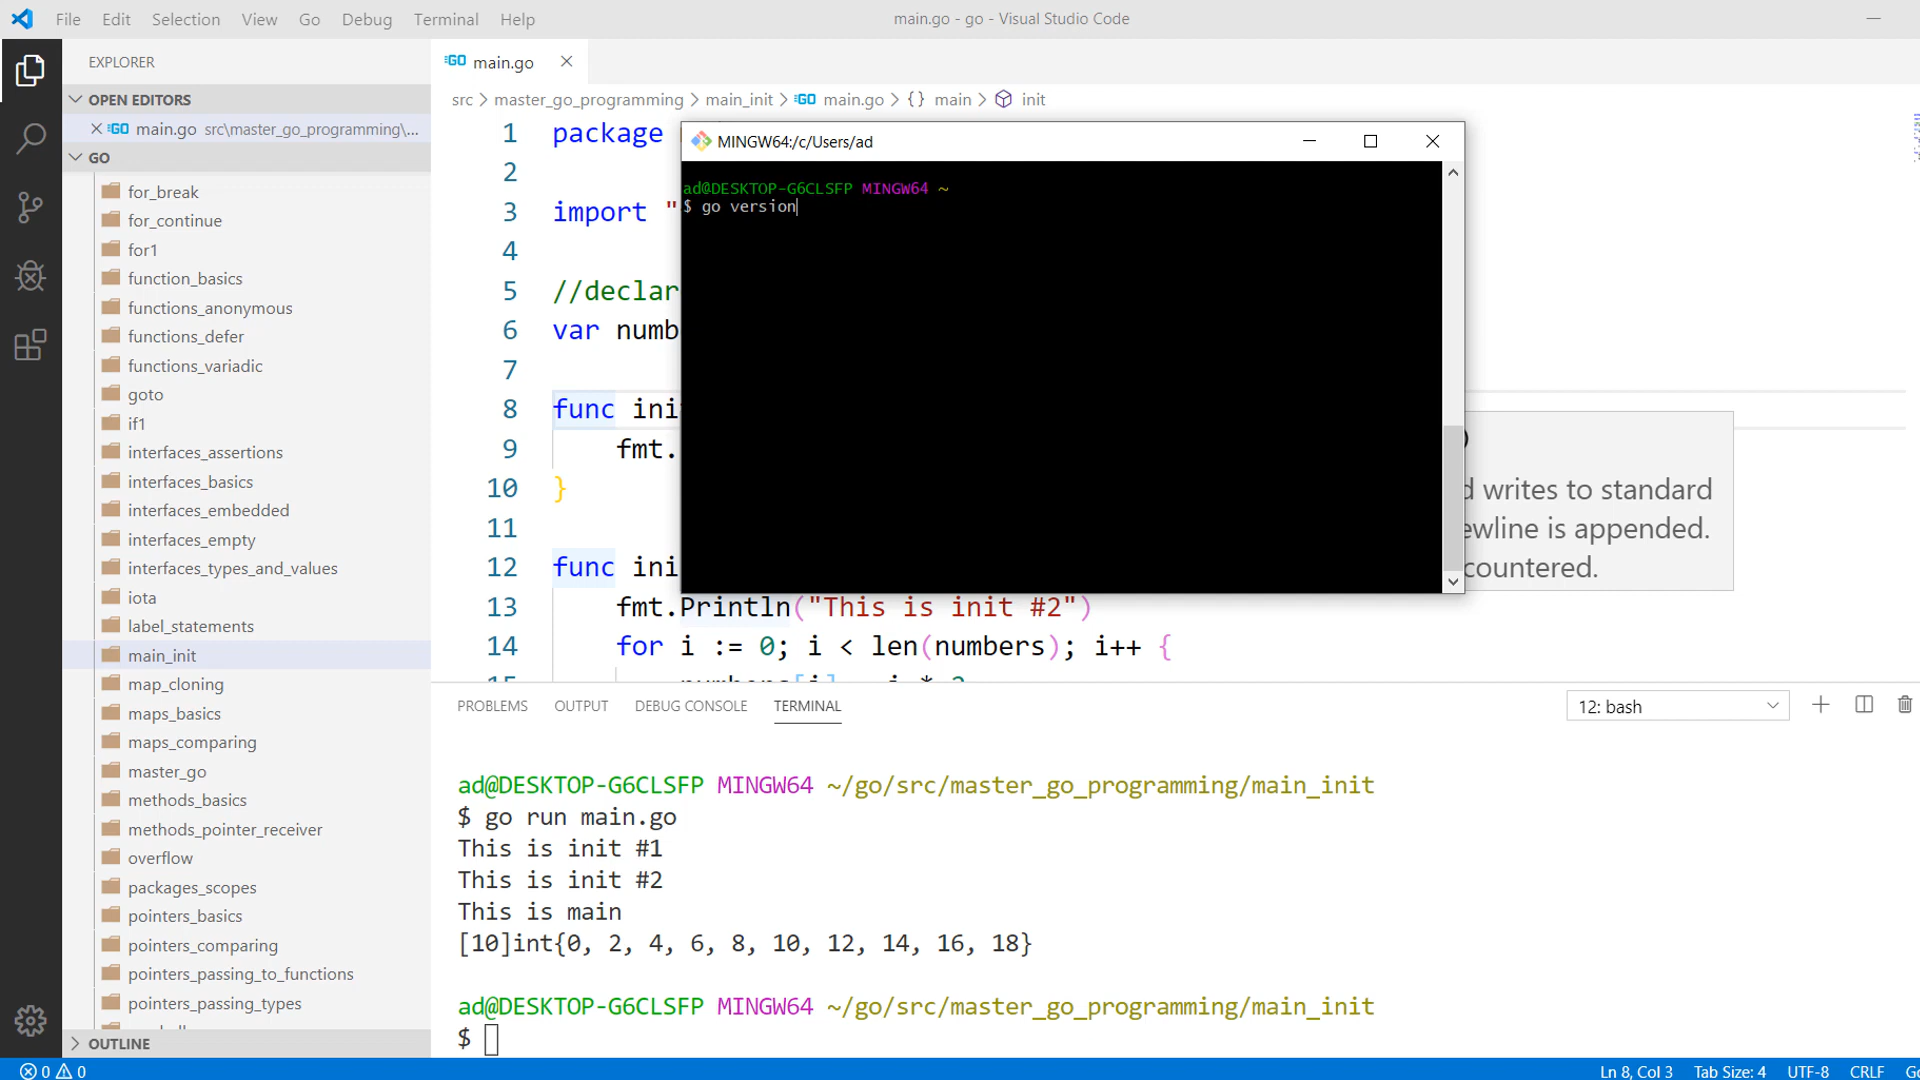 File Edit Selection View Go Debug Terminal Help
main.go - go - Visual Studio Code
EXPLORER
OPEN EDITORS
main.go src\master_go_programming\...
GO
for_break
for_continue
for1
function_basics
functions_anonymous
functions_defer
functions_variadic
goto
if1
interfaces_assertions
interfaces_basics
interfaces_embedded
interfaces_empty
interfaces_types_and_values
iota
label_statements
main_init
map_cloning
maps_basics
maps_comparing
master_go
methods_basics
methods_pointer_receiver
overflow
packages_scopes
pointers_basics
pointers_comparing
pointers_passing_to_functions
pointers_passing_types
OUTLINE
GO main.go
src > master_go_programming > main_init > GO main.go > {} main > init
1 package
2
3 import "
4
5 //declar
6 var numb
7
8 func ini
9 fmt.
10 }
11
12 func ini
13 fmt.Println("This is init #2")
14 for i := 0; i < len(numbers); i++ {
MINGW64:/c/Users/ad
ad@DESKTOP-G6CLSFP MINGW64 ~
$ go version
d writes to standard
ewline is appended.
countered.
PROBLEMS OUTPUT DEBUG CONSOLE TERMINAL
12: bash
ad@DESKTOP-G6CLSFP MINGW64 ~/go/src/master_go_programming/main_init
$ go run main.go
This is init #1
This is init #2
This is main
[10]int{0, 2, 4, 6, 8, 10, 12, 14, 16, 18}
ad@DESKTOP-G6CLSFP MINGW64 ~/go/src/master_go_programming/main_init
$
0 0
Ln 8, Col 3 Tab Size: 4 UTF-8 CRLF Go